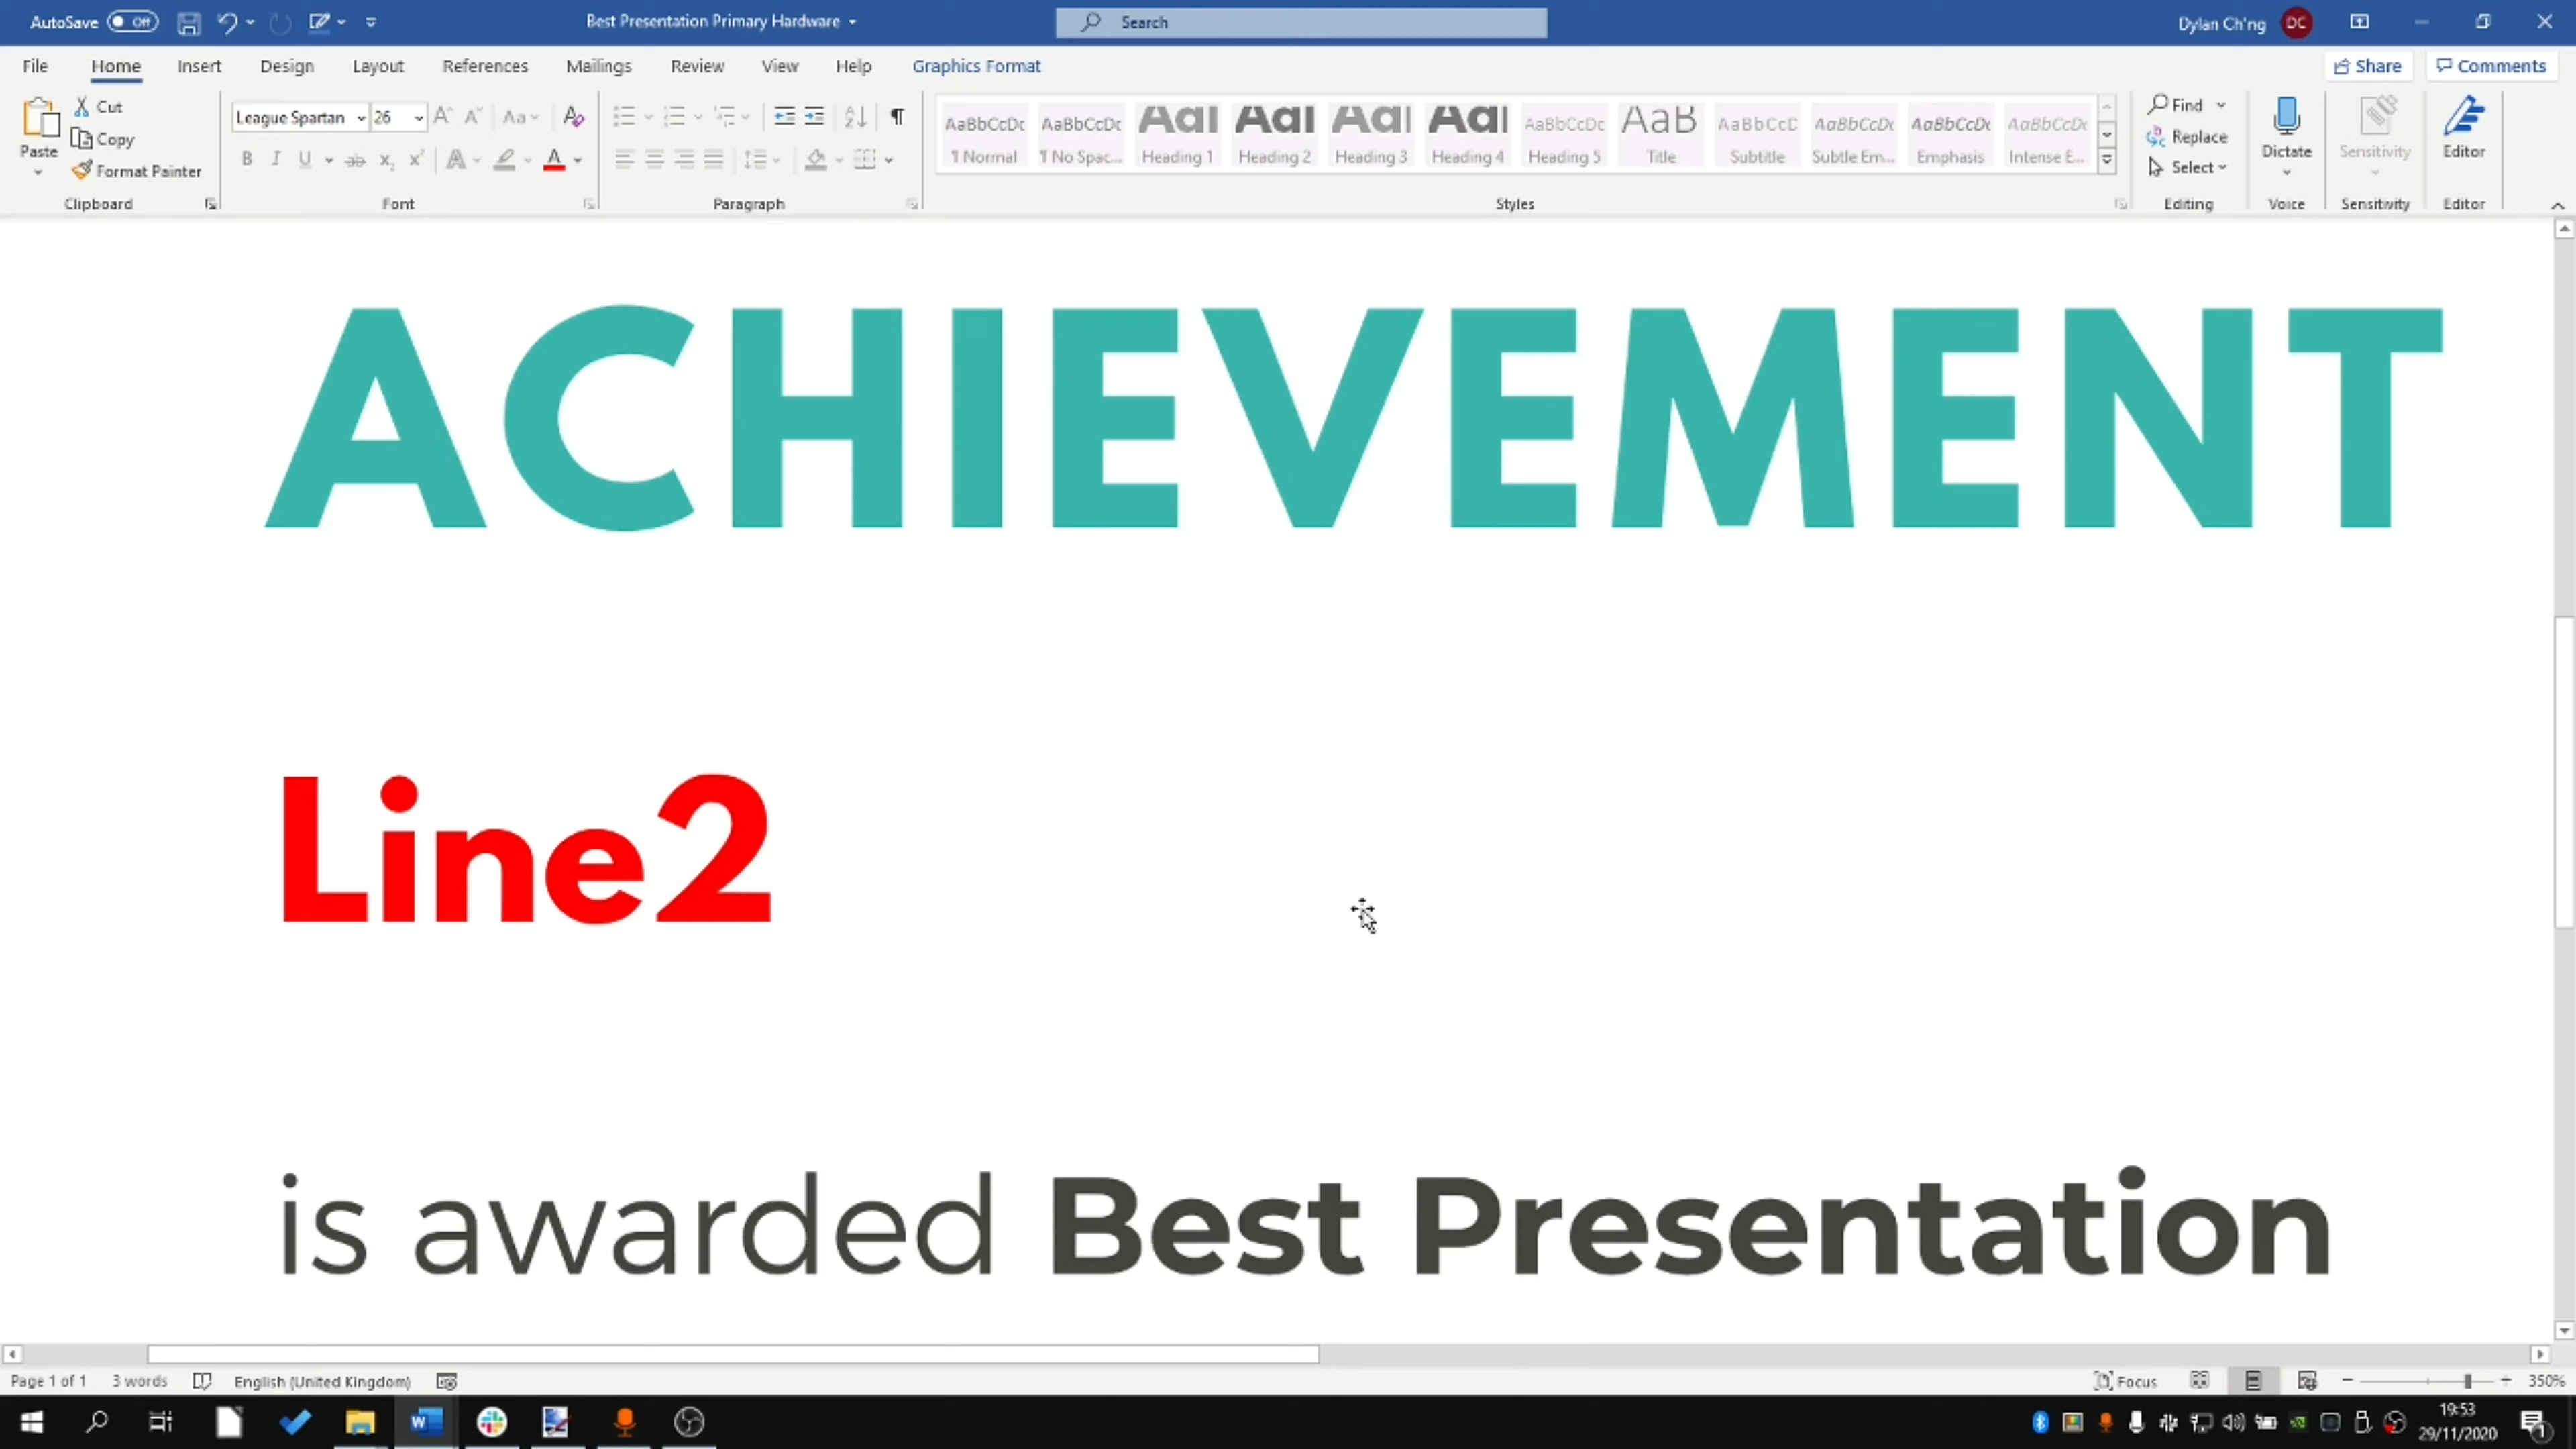 AutoSave Off Best Presentation Primary Hardware Search Dylan Ch'ng DC
File Home Insert Design Layout References Mailings Review View Help Graphics Format Share Comments
Paste Cut Copy Format Painter
League Spartan 26
AaBbCcDc ¶ Normal
AaBbCcDc ¶ No Spac...
AaI Heading 1
AaI Heading 2
AaI Heading 3
AaI Heading 4
AaBbCcDc Heading 5
AaB Title
AaBbCcD Subtitle
AaBbCcDc Subtle Em...
AaBbCcDc Emphasis
AaBbCcDc Intense E...
Find
Replace
Select
Dictate
Sensitivity
Editor
Clipboard Font Paragraph Styles Editing Voice Sensitivity Editor
ACHIEVEMENT
Line2
is awarded Best Presentation
Page 1 of 1 3 words English (United Kingdom) Focus 350%
19:53
29/11/2020